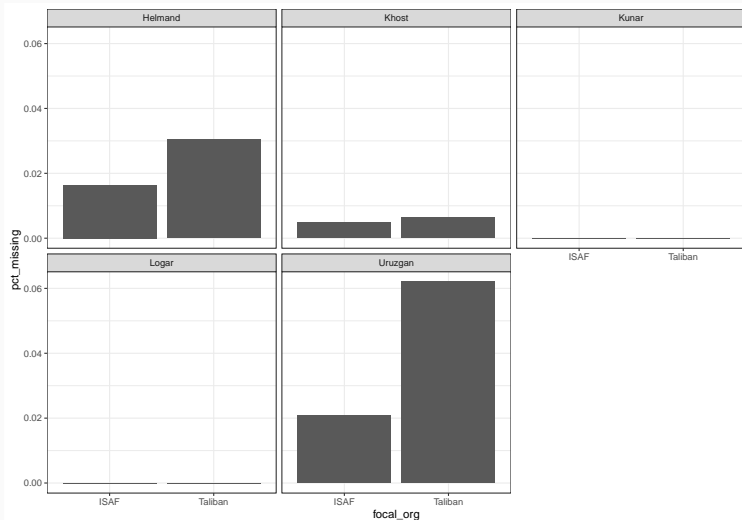 Helmand
Khost
Kunar
0.06
0.04
0.02
0.00
ISAF
Taliban
Logar
Uruzgan
0.06
0.04
0.02
0.00
ISAF
Taliban
ISAF
Taliban
pct_missing
focal_org